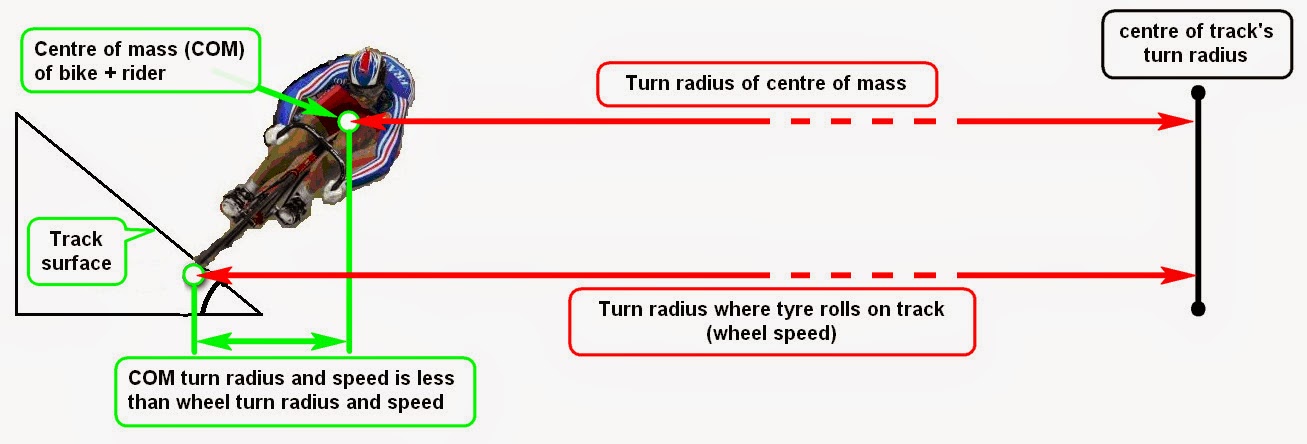 Centre of mass (COM)
of bike + rider
Turn radius of centre of mass
centre of track's
turn radius
Track
surface
Turn radius where tyre rolls on track
(wheel speed)
COM turn radius and speed is less
than wheel turn radius and speed